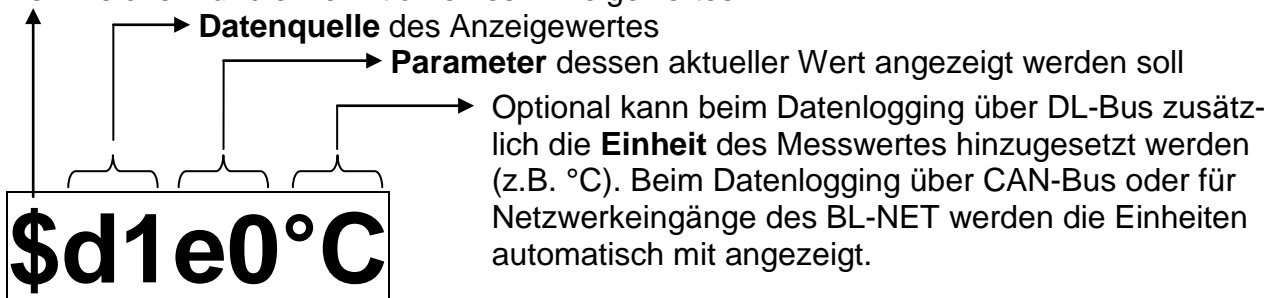 Datenquelle des Anzeigewertes
Parameter dessen aktueller Wert angezeigt werden soll
Optional kann beim Datenlogging über DL-Bus zusätz-
lich die Einheit des Messwertes hinzugesetzt werden
(z.B. °C). Beim Datenlogging über CAN-Bus oder für
Netzwerkeingänge des BL-NET werden die Einheiten
automatisch mit angezeigt.
$d1e0°C